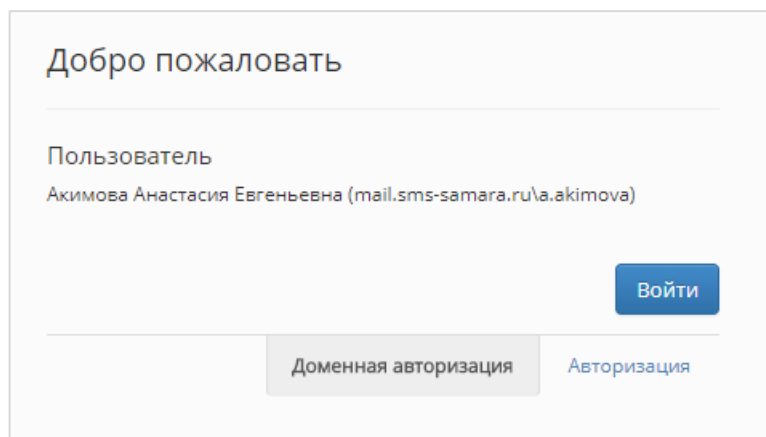 Добро пожаловать
Пользователь
Акимова Анастасия Евгеньевна (mail.sms-samara.ru\a.akimova)
Войти
Доменная авторизация Авторизация